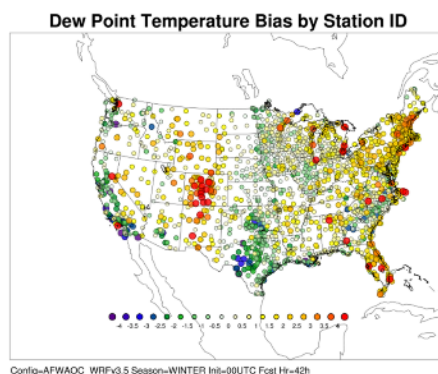 Dew Point Temperature Bias by Station ID
-4 -3.5 -3 -2.5 -2 -1.5 -1 -0.5 0 0.5 1 1.5 2 2.5 3 3.5 4
Config=AFWAOC_WRFv3.5 Season=WINTER Init=00UTC Fcst Hr=42h